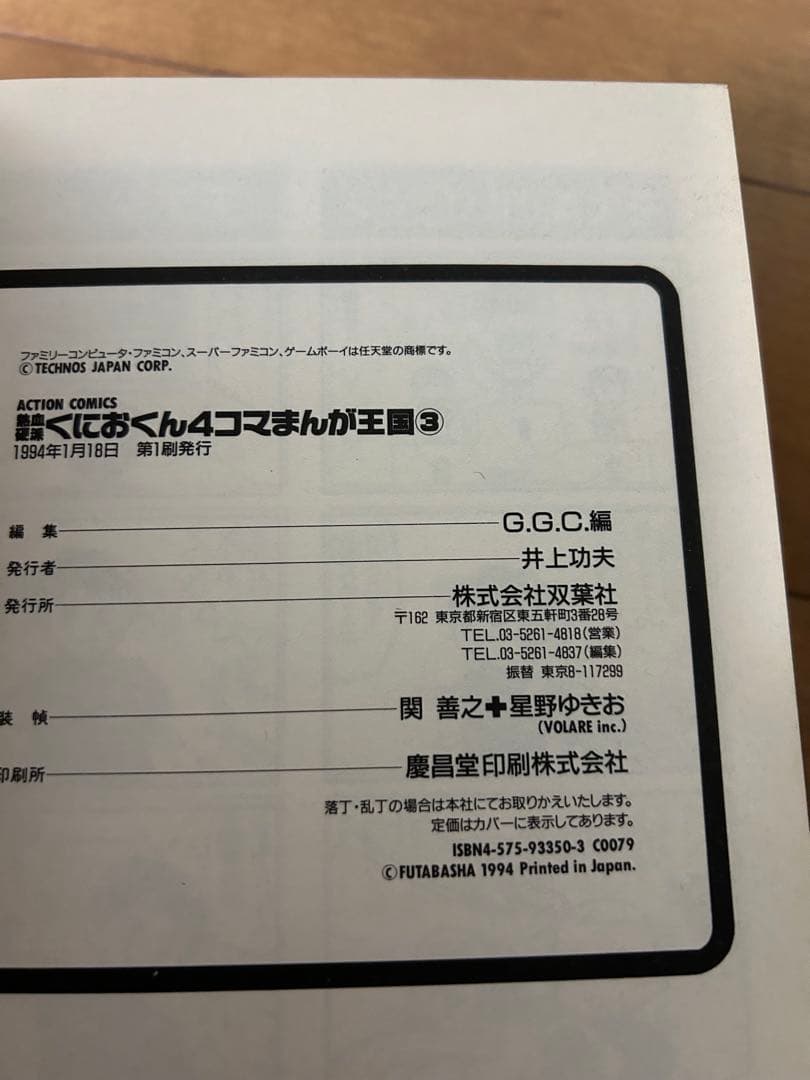 ファミリーコンピュータ・ファミコン、スーパーファミコン、ゲームボーイは任天堂の商標です。
©TECHNOS JAPAN CORP.
ACTION COMICS
熱血硬派くにおくん4コマまんが王国③
1994年1月18日　第1刷発行
編　集 G.G.C.編
発行者 井上功夫
発行所 株式会社双葉社
〒162 東京都新宿区東五軒町3番28号
TEL.03-5261-4818(営業)
TEL.03-5261-4837(編集)
振替 東京8-117299
装　幀 関　善之✚星野ゆきお
(VOLARE inc.)
印刷所 慶昌堂印刷株式会社
落丁・乱丁の場合は本社にてお取りかえいたします。
定価はカバーに表示してあります。
ISBN4-575-93350-3 C0079
©FUTABASHA 1994 Printed in Japan.